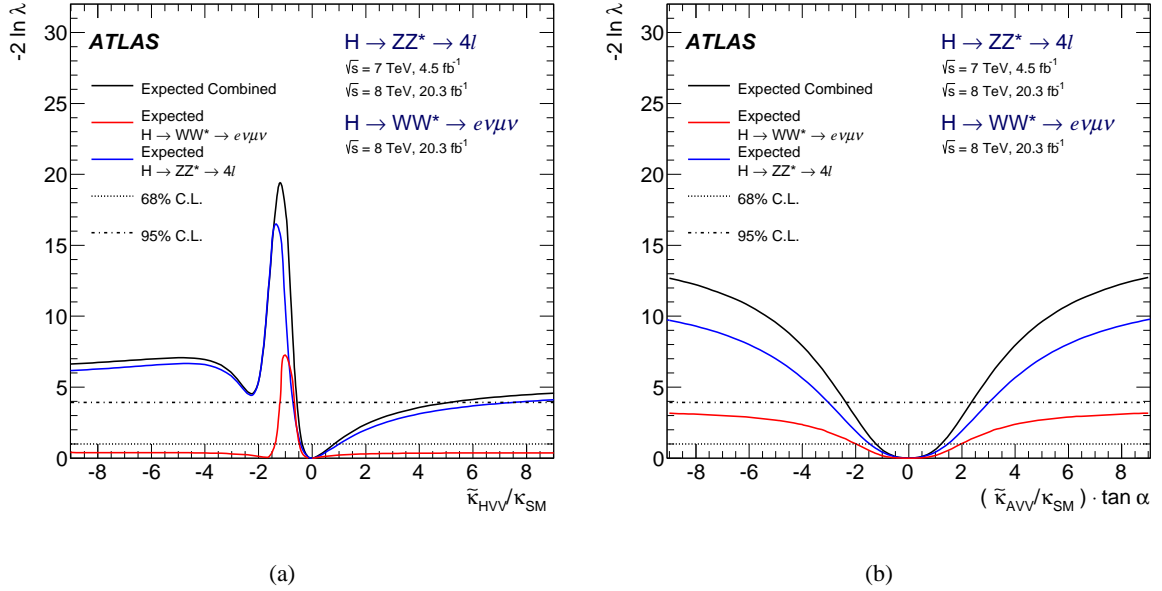 -2 ln λ
30
25
20
15
10
5
0
ATLAS
H → ZZ* → 4l
√s = 7 TeV, 4.5 fb⁻¹
√s = 8 TeV, 20.3 fb⁻¹
H → WW* → eνμν
√s = 8 TeV, 20.3 fb⁻¹
Expected Combined
Expected
H → WW* → eνμν
Expected
H → ZZ* → 4l
68% C.L.
95% C.L.
-8 -6 -4 -2 0 2 4 6 8
κ̃_HVV/κ_SM
(a)
-2 ln λ
30
25
20
15
10
5
0
ATLAS
H → ZZ* → 4l
√s = 7 TeV, 4.5 fb⁻¹
√s = 8 TeV, 20.3 fb⁻¹
H → WW* → eνμν
√s = 8 TeV, 20.3 fb⁻¹
Expected Combined
Expected
H → WW* → eνμν
Expected
H → ZZ* → 4l
68% C.L.
95% C.L.
-8 -6 -4 -2 0 2 4 6 8
( κ̃_AVV/κ_SM ) · tan α
(b)